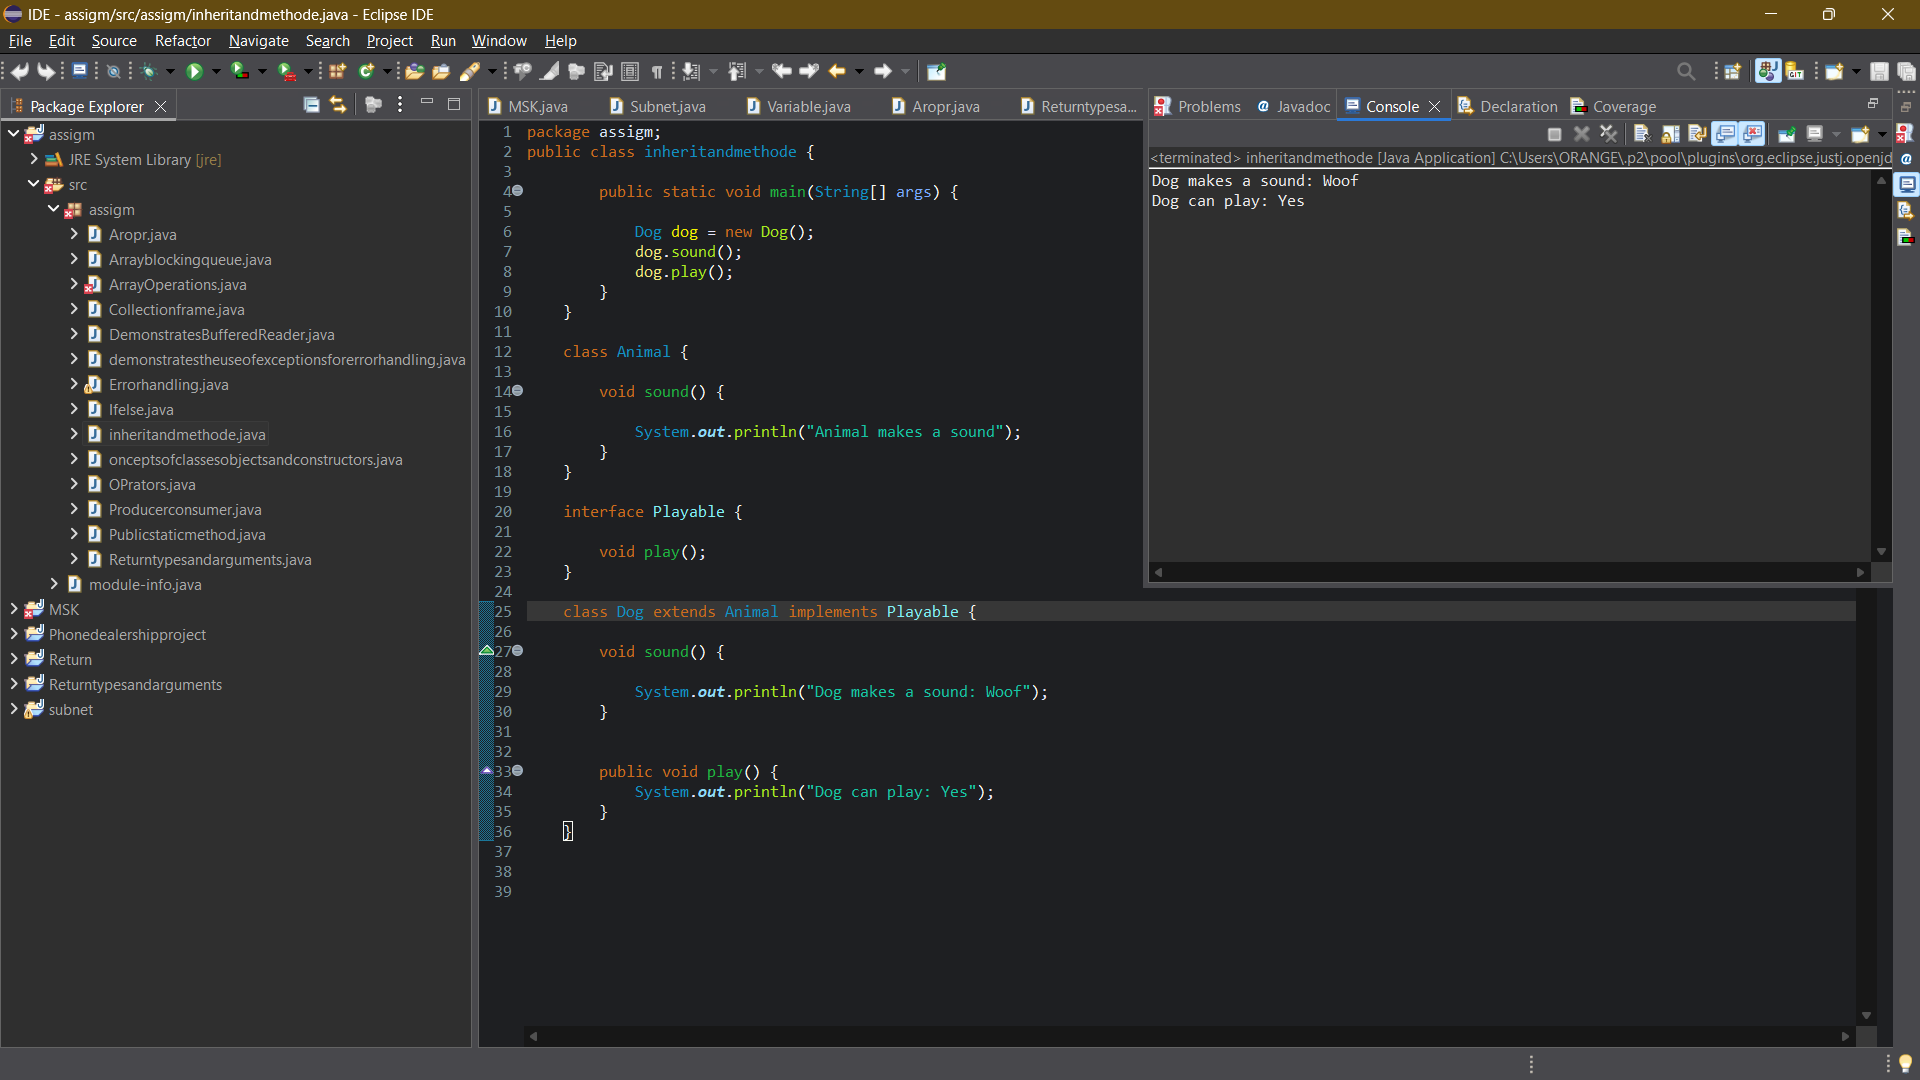 IDE - assigm/src/assigm/inheritandmethode.java - Eclipse IDE
File Edit Source Refactor Navigate Search Project Run Window Help
Package Explorer
assigm
JRE System Library [jre]
src
assigm
Aropr.java
Arrayblockingqueue.java
ArrayOperations.java
Collectionframe.java
DemonstratesBufferedReader.java
demonstratestheuseofexceptionsforerrorhandling.java
Errorhandling.java
Ifelse.java
inheritandmethode.java
onceptsofclassesobjectsandconstructors.java
OPrators.java
Producerconsumer.java
Publicstaticmethod.java
Returntypesandarguments.java
module-info.java
MSK
Phonedealershipproject
Return
Returntypesandarguments
subnet
MSK.java Subnet.java Variable.java Aropr.java Returntypesa...
1 package assigm;
2 public class inheritandmethode {
3
4 public static void main(String[] args) {
5
6 Dog dog = new Dog();
7 dog.sound();
8 dog.play();
9 }
10 }
11
12 class Animal {
13
14 void sound() {
15
16 System.out.println("Animal makes a sound");
17 }
18 }
19
20 interface Playable {
21
22 void play();
23 }
24
25 class Dog extends Animal implements Playable {
26
27 void sound() {
28
29 System.out.println("Dog makes a sound: Woof");
30 }
31
32
33 public void play() {
34 System.out.println("Dog can play: Yes");
35 }
36 }
37
38
39
Problems @ Javadoc Console Declaration Coverage
<terminated> inheritandmethode [Java Application] C:\Users\ORANGE\.p2\pool\plugins\org.eclipse.justj.openjd
Dog makes a sound: Woof
Dog can play: Yes